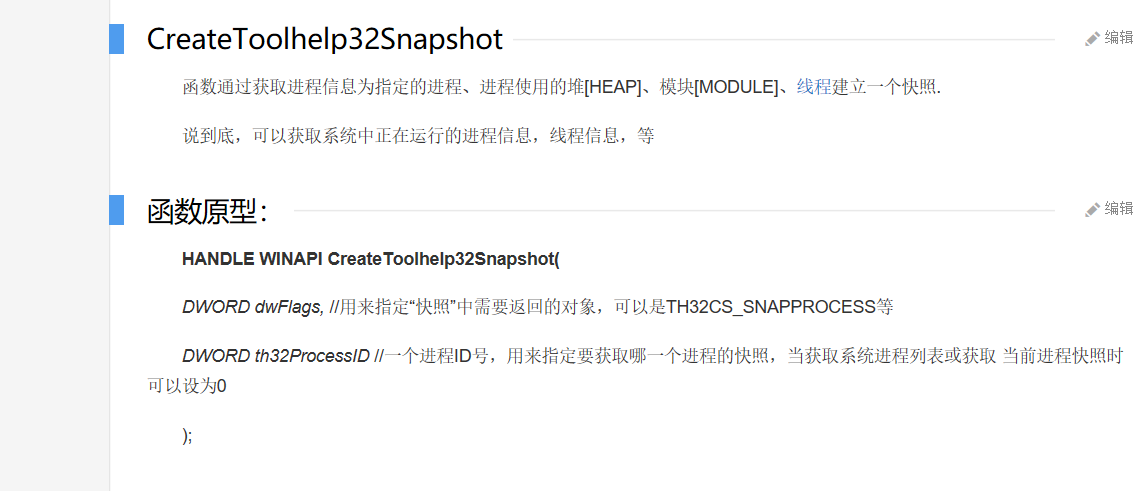 CreateToolhelp32Snapshot
编辑
函数通过获取进程信息为指定的进程、进程使用的堆[HEAP]、模块[MODULE]、线程建立一个快照.
说到底，可以获取系统中正在运行的进程信息，线程信息，等
函数原型：
编辑
HANDLE WINAPI CreateToolhelp32Snapshot(
DWORD dwFlags, //用来指定“快照”中需要返回的对象，可以是TH32CS_SNAPPROCESS等
DWORD th32ProcessID //一个进程ID号，用来指定要获取哪一个进程的快照，当获取系统进程列表或获取 当前进程快照时
可以设为0
);